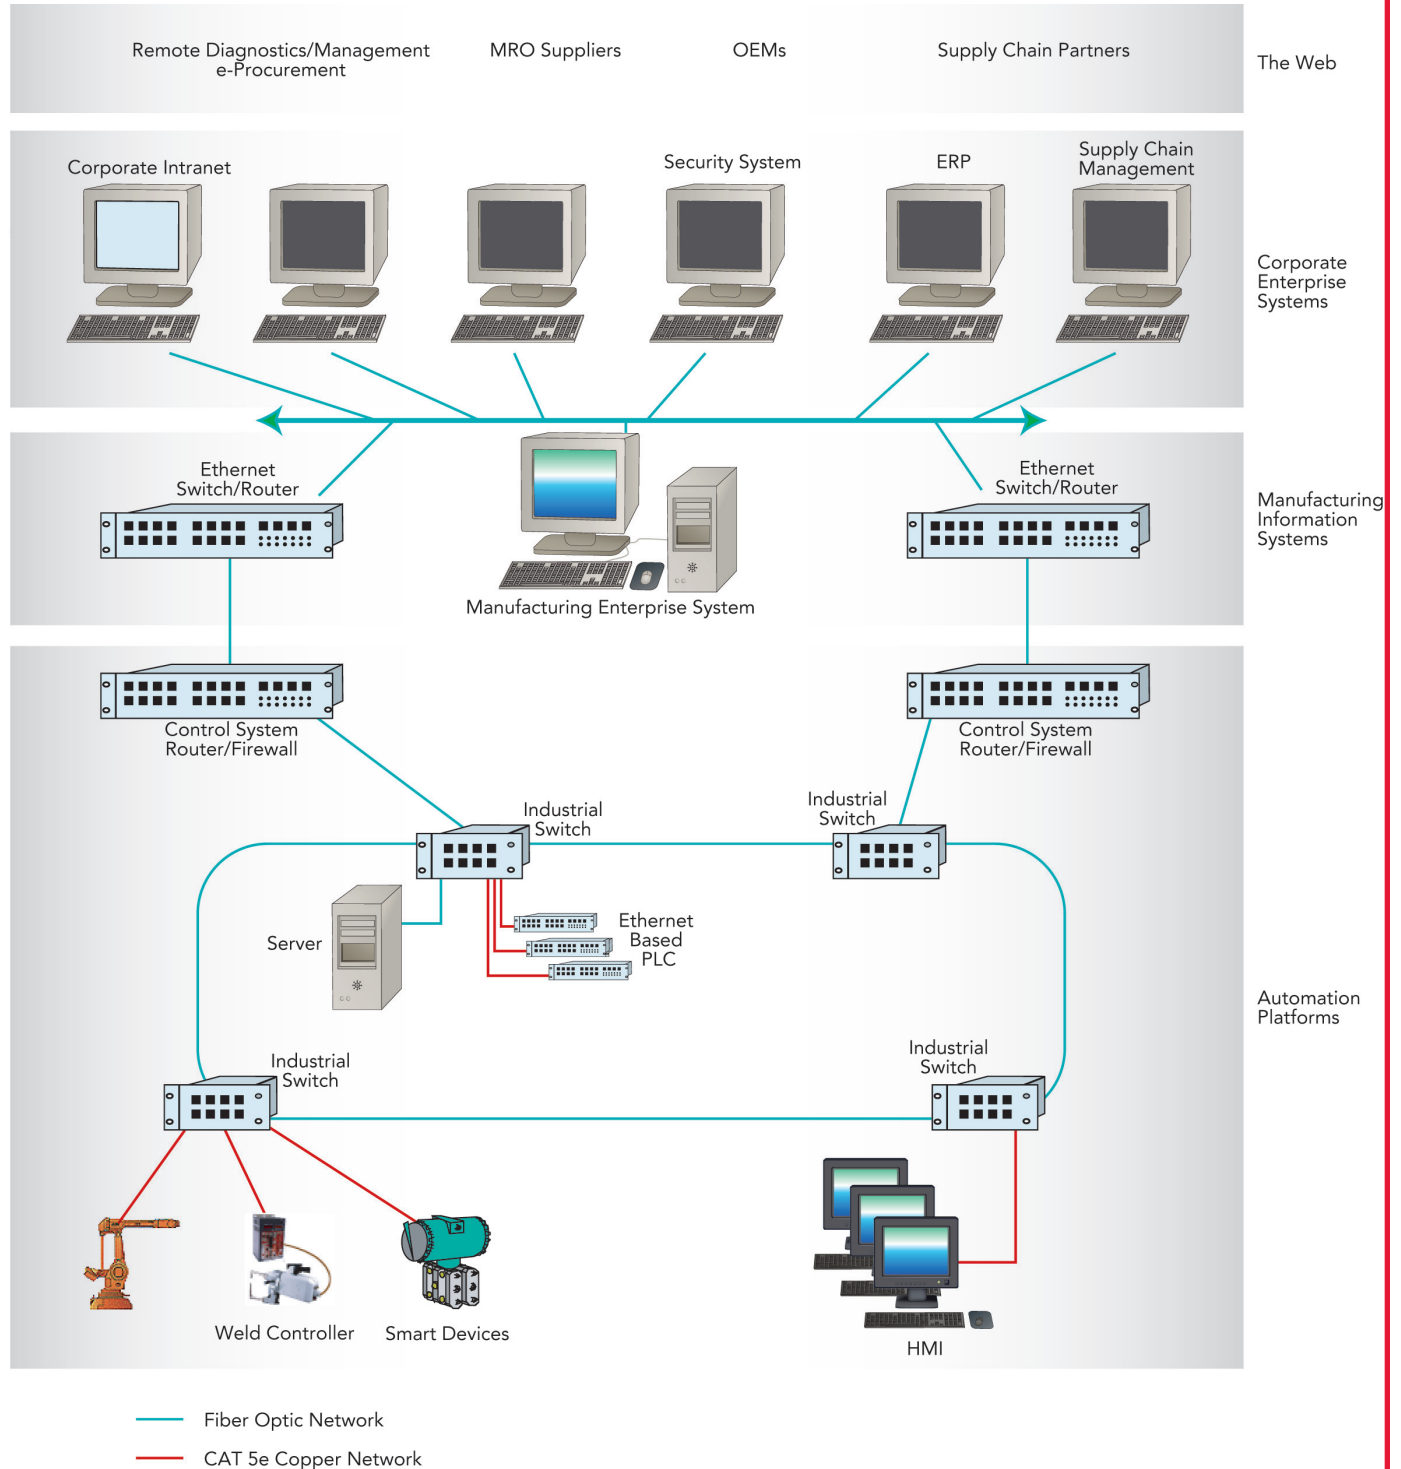 Remote Diagnostics/Management
e-Procurement
MRO Suppliers
OEMs
Supply Chain Partners
The Web
Corporate Intranet
Security System
ERP
Supply Chain
Management
Corporate
Enterprise
Systems
Ethernet
Switch/Router
Ethernet
Switch/Router
Manufacturing
Information
Systems
Manufacturing Enterprise System
Control System
Router/Firewall
Control System
Router/Firewall
Industrial
Switch
Industrial
Switch
Server
Ethernet
Based
PLC
Automation
Platforms
Industrial
Switch
Industrial
Switch
Weld Controller
Smart Devices
HMI
Fiber Optic Network
CAT 5e Copper Network